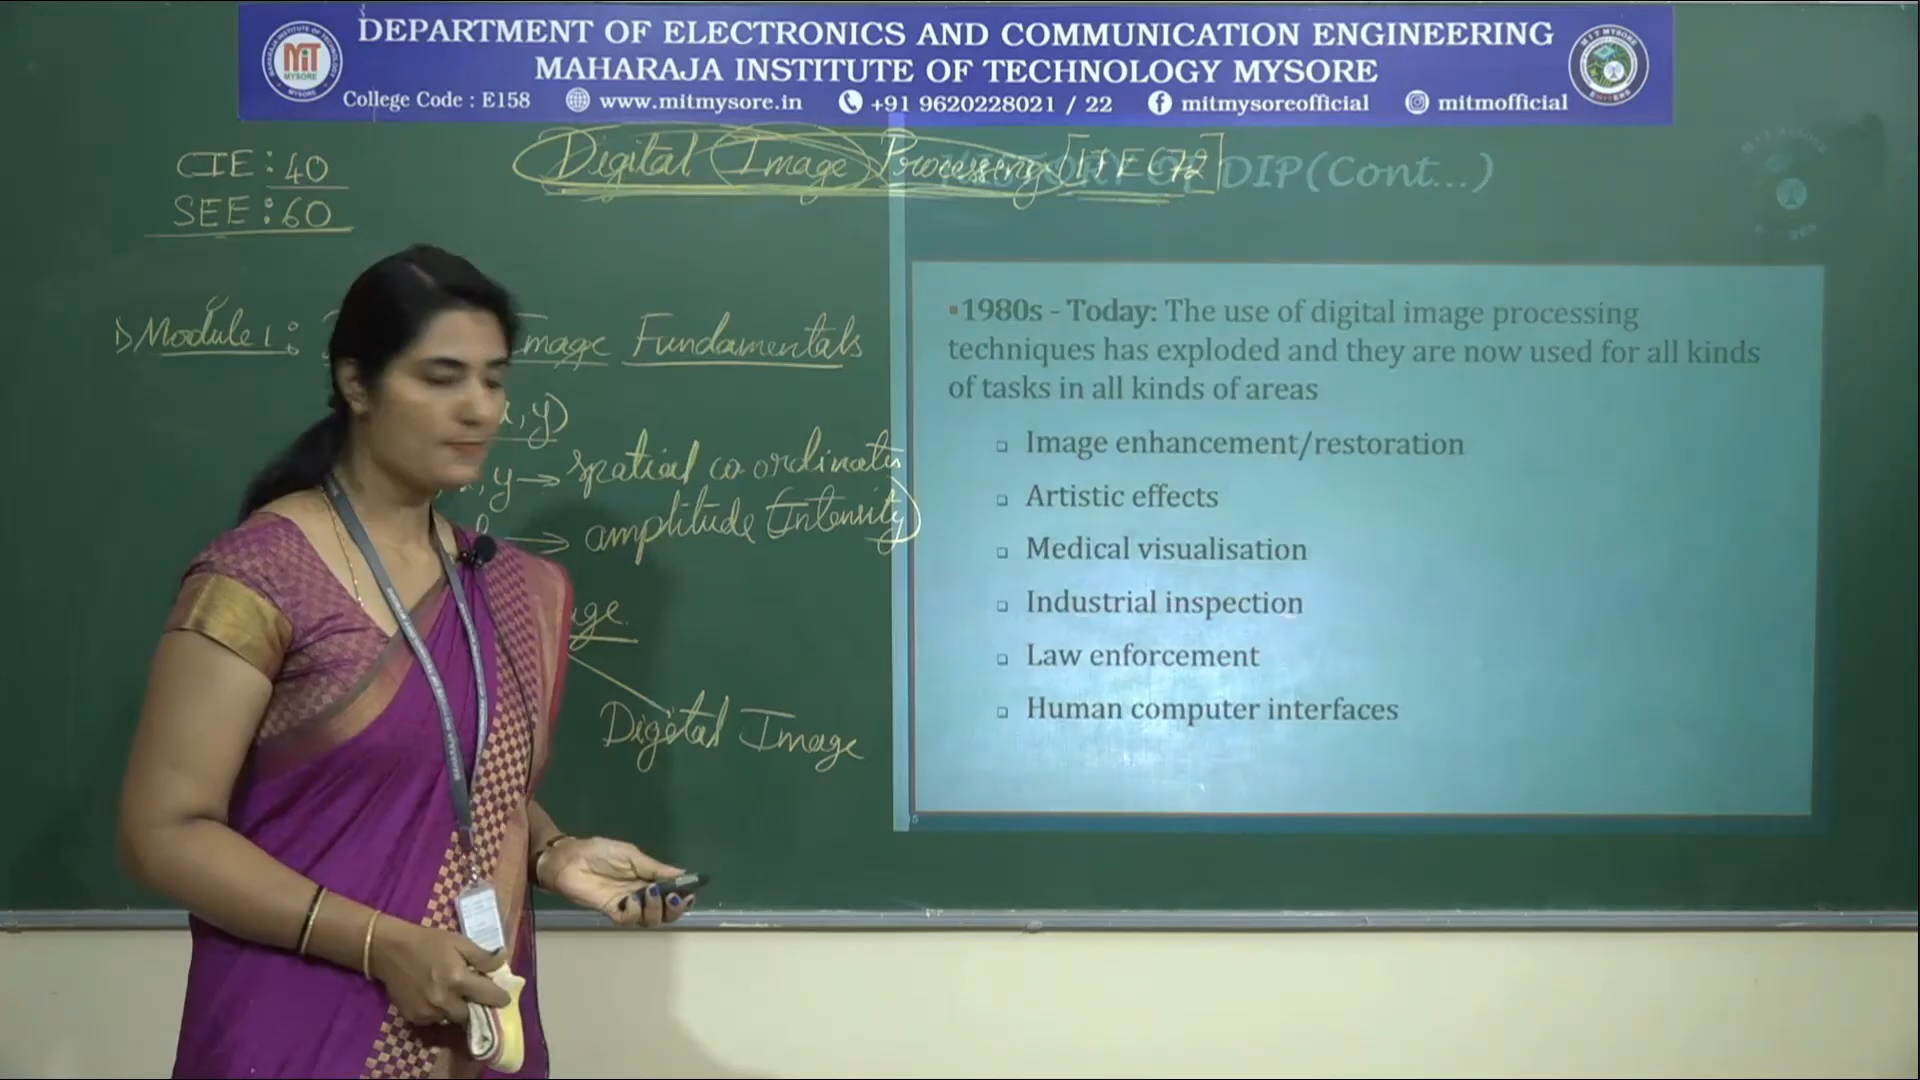 DEPARTMENT OF ELECTRONICS AND COMMUNICATION ENGINEERING
MAHARAJA INSTITUTE OF TECHNOLOGY MYSORE
College Code : E158 www.mitmysore.in +91 9620228021 / 22 mitmysoreofficial mitmofficial
MIT
MYSORE
CIE: 40
SEE: 60
Digital Image Processing
DIP(Cont...)
Module 1: Image Fundamentals
, y)
, y → spatial co ordinates
→ amplitude (Intensity)
Digital Image
▪1980s - Today: The use of digital image processing
techniques has exploded and they are now used for all kinds
of tasks in all kinds of areas
Image enhancement/restoration
Artistic effects
Medical visualisation
Industrial inspection
Law enforcement
Human computer interfaces